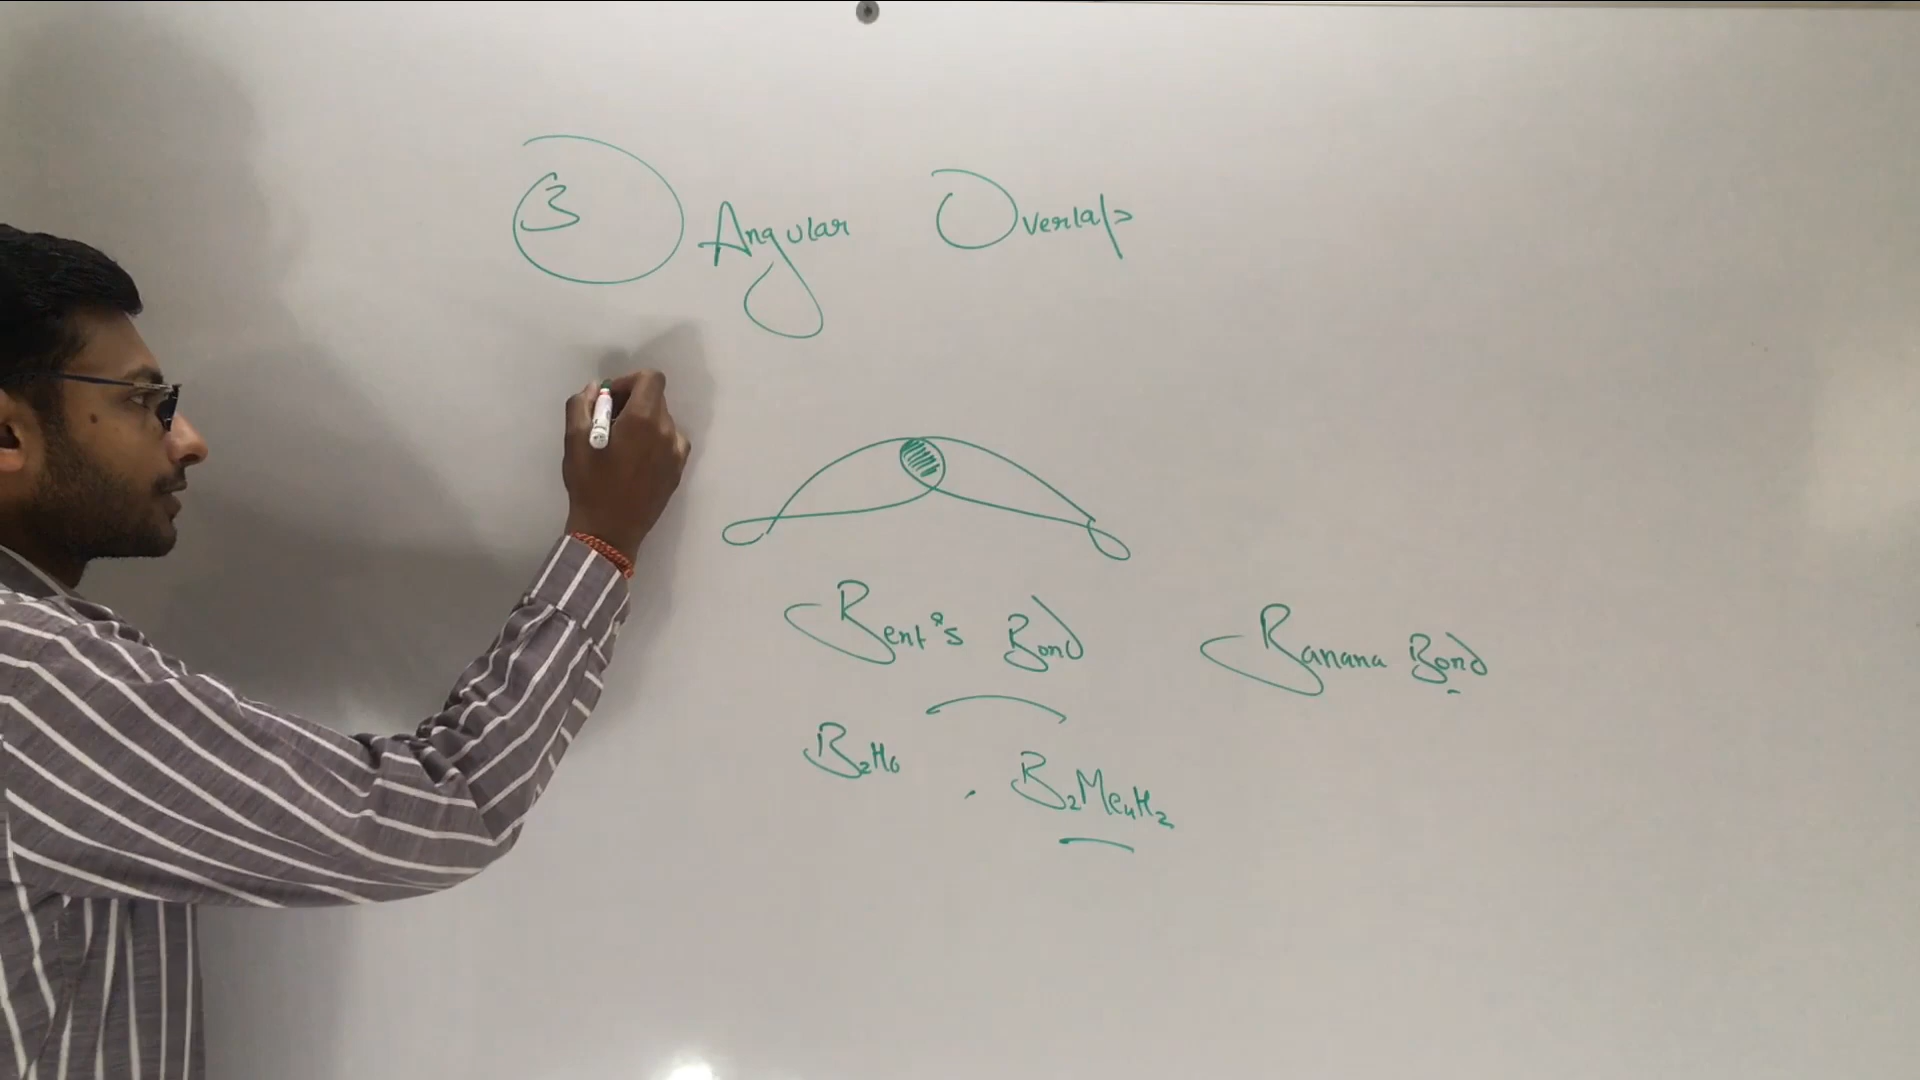 3 Angular Overlap
Bent's Bond Banana Bond
B₂H₆ , B₂Me₄H₂